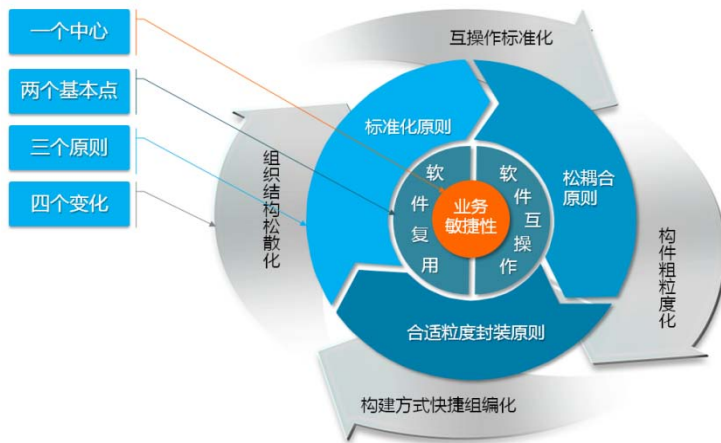 一个中心
两个基本点
三个原则
四个变化
互操作标准化
标准化原则
松耦合
原则
软件复用
软件互操作
业务
敏捷性
组织结构松散化
构件粗粒度化
合适粒度封装原则
构建方式快捷组编化